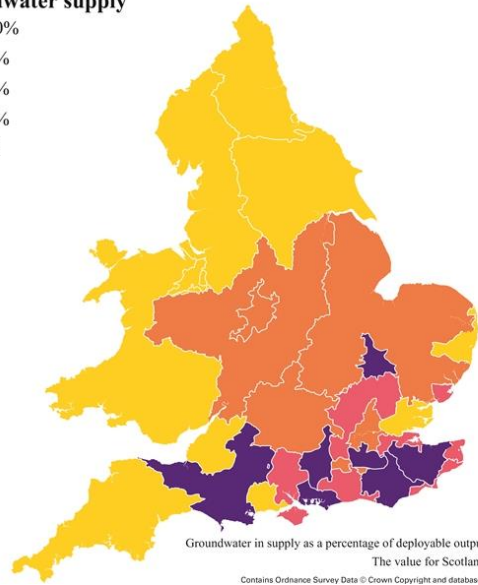 water supply
%
%
%
%
Groundwater in supply as a percentage of deployable outp
The value for Scotlan
Contains Ordnance Survey Data © Crown Copyright and databas